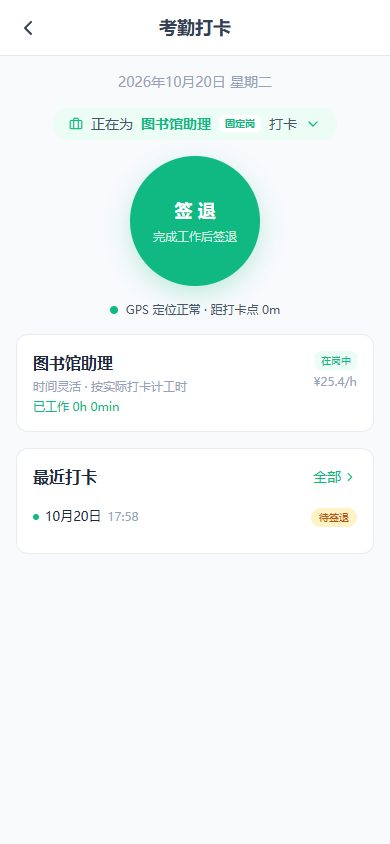 考勤打卡
2026年10月20日 星期二
正在为 图书馆助理 固定岗 打卡
签 退
完成工作后签退
GPS 定位正常 · 距打卡点 0m
图书馆助理 在岗中
时间灵活 · 按实际打卡计工时 ¥25.4/h
已工作 0h 0min
最近打卡 全部
10月20日 17:58 待签退